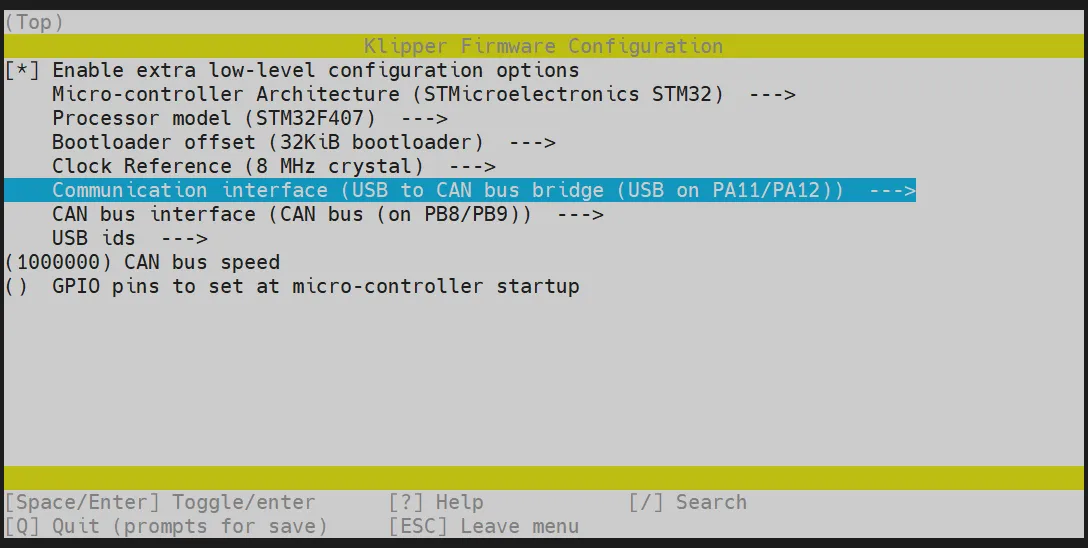 (Top)
Klipper Firmware Configuration
[*] Enable extra low-level configuration options
Micro-controller Architecture (STMicroelectronics STM32)  --->
Processor model (STM32F407)  --->
Bootloader offset (32KiB bootloader)  --->
Clock Reference (8 MHz crystal)  --->
Communication interface (USB to CAN bus bridge (USB on PA11/PA12))  --->
CAN bus interface (CAN bus (on PB8/PB9))  --->
USB ids  --->
(1000000) CAN bus speed
()  GPIO pins to set at micro-controller startup
[Space/Enter] Toggle/enter      [?] Help            [/] Search
[Q] Quit (prompts for save)     [ESC] Leave menu